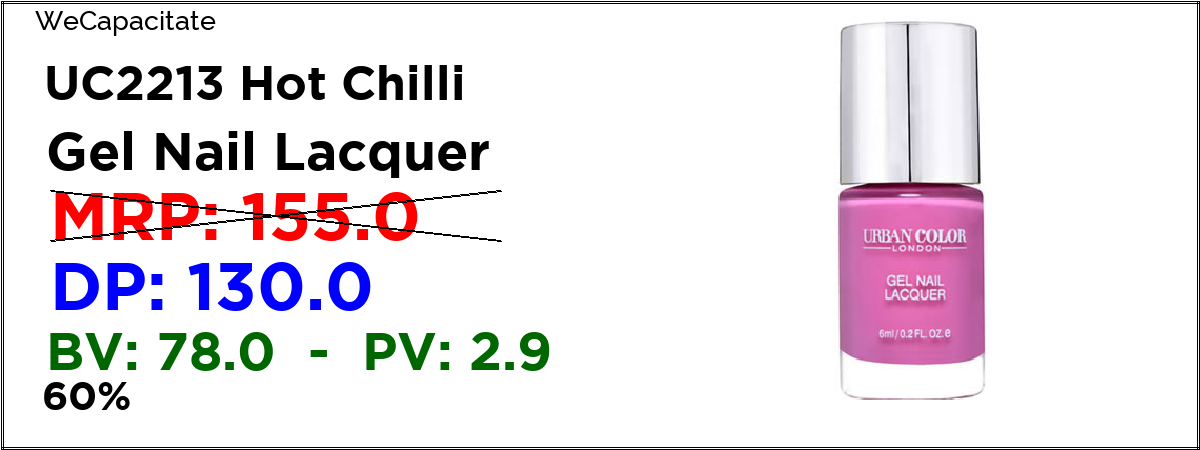 WeCapacitate
UC2213 Hot Chilli
Gel Nail Lacquer
MRP: 155.0
DP: 130.0
BV: 78.0 - PV: 2.9
60%
URBAN COLOR
LONDON
GEL NAIL
LACQUER
6ml / 0.2 FL. OZ. e